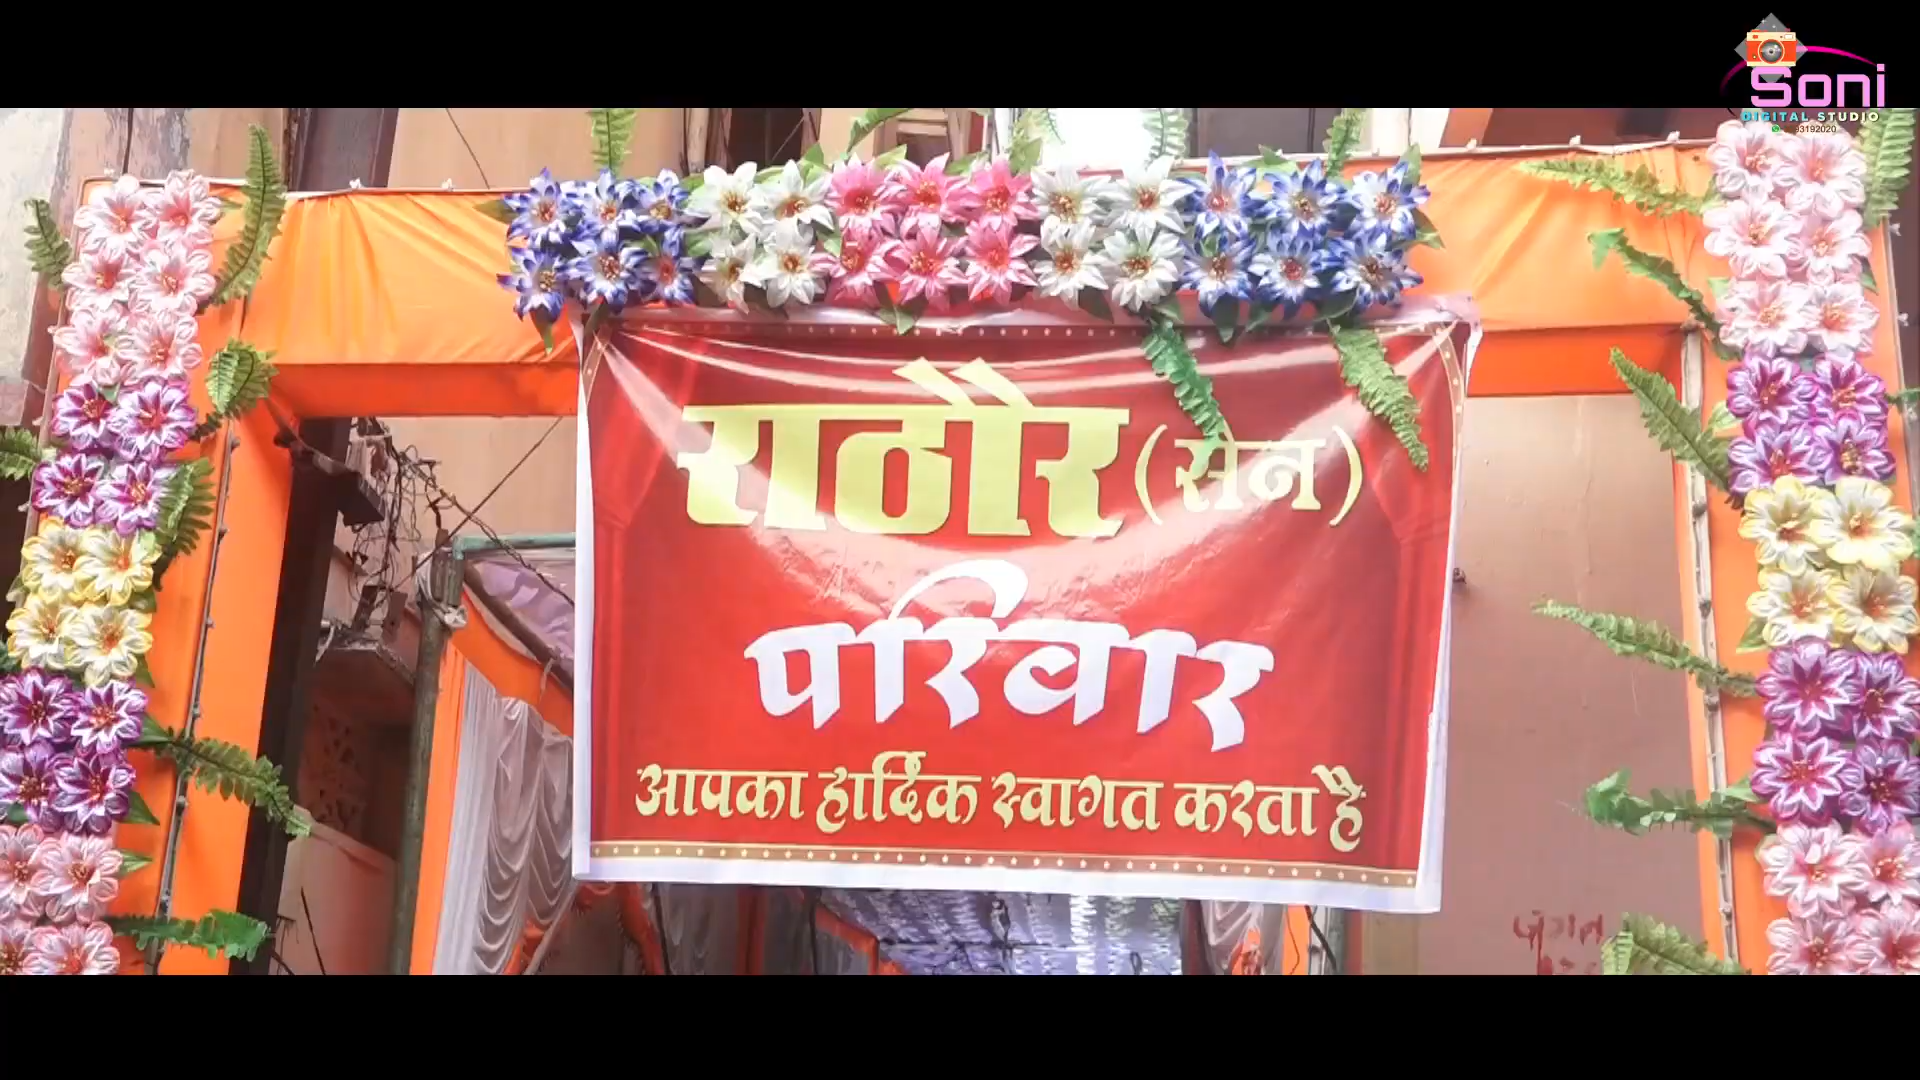 Soni
DIGITAL STUDIO
राठौर (सेन)
परिवार
आपका हार्दिक स्वागत करता है